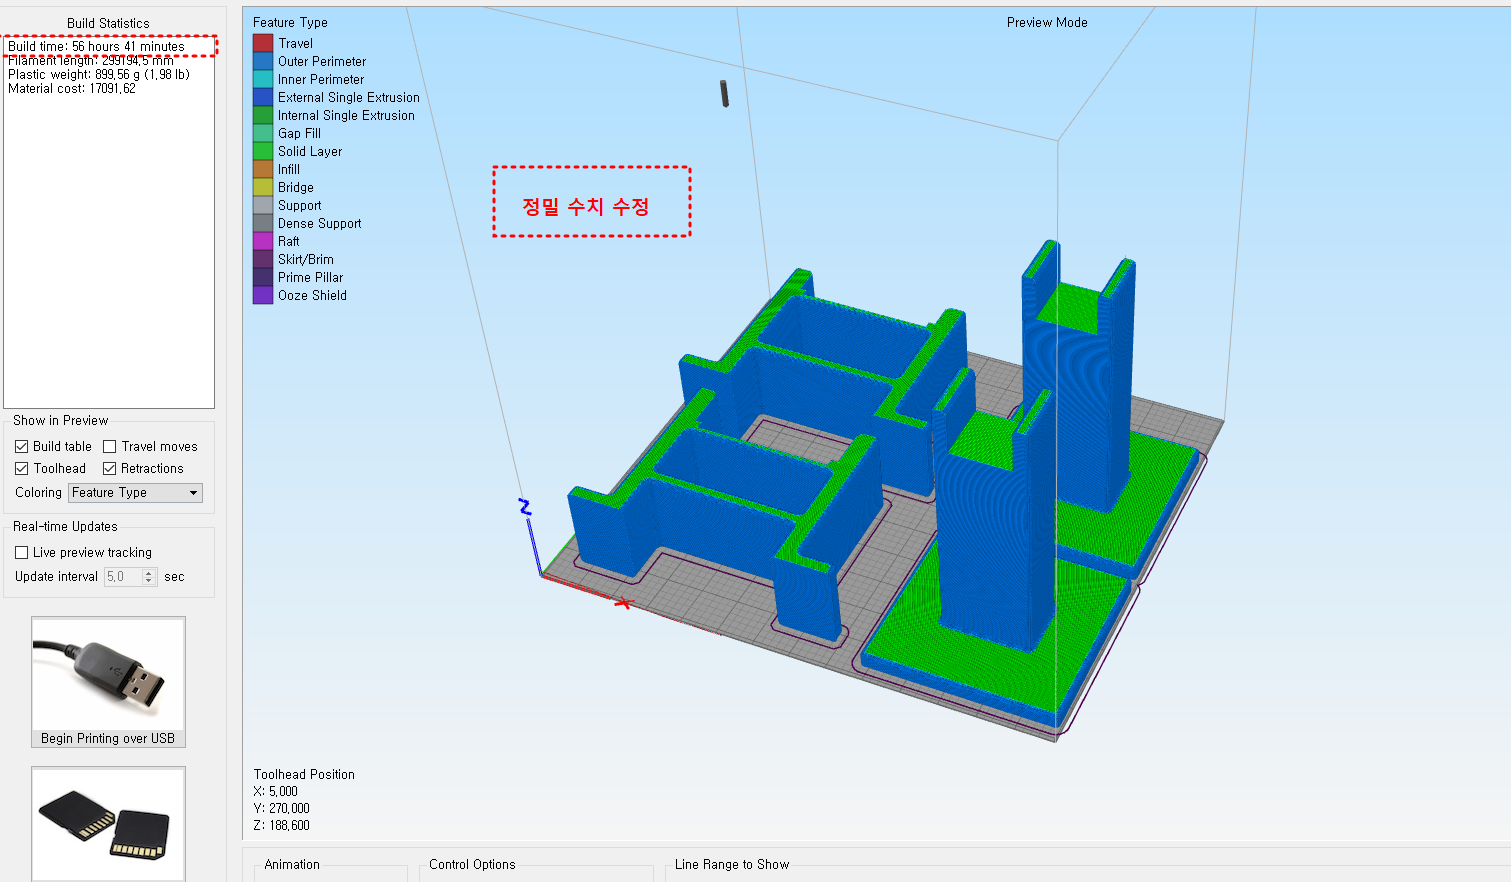 Build Statistics
Build time: 56 hours 41 minutes
Filament length: 299194.5 mm
Plastic weight: 899.56 g (1.98 lb)
Material cost: 17091.62
Show in Preview
Build table
Travel moves
Toolhead
Retractions
Coloring
Feature Type
Real-time Updates
Live preview tracking
Update interval
5.0
sec
Begin Printing over USB
Feature Type
Travel
Outer Perimeter
Inner Perimeter
External Single Extrusion
Internal Single Extrusion
Gap Fill
Solid Layer
Infill
Bridge
Support
Dense Support
Raft
Skirt/Brim
Prime Pillar
Ooze Shield
Preview Mode
정밀 수치 수정
Z
X
Toolhead Position
X: 5.000
Y: 270.000
Z: 188.600
Animation
Control Options
Line Range to Show